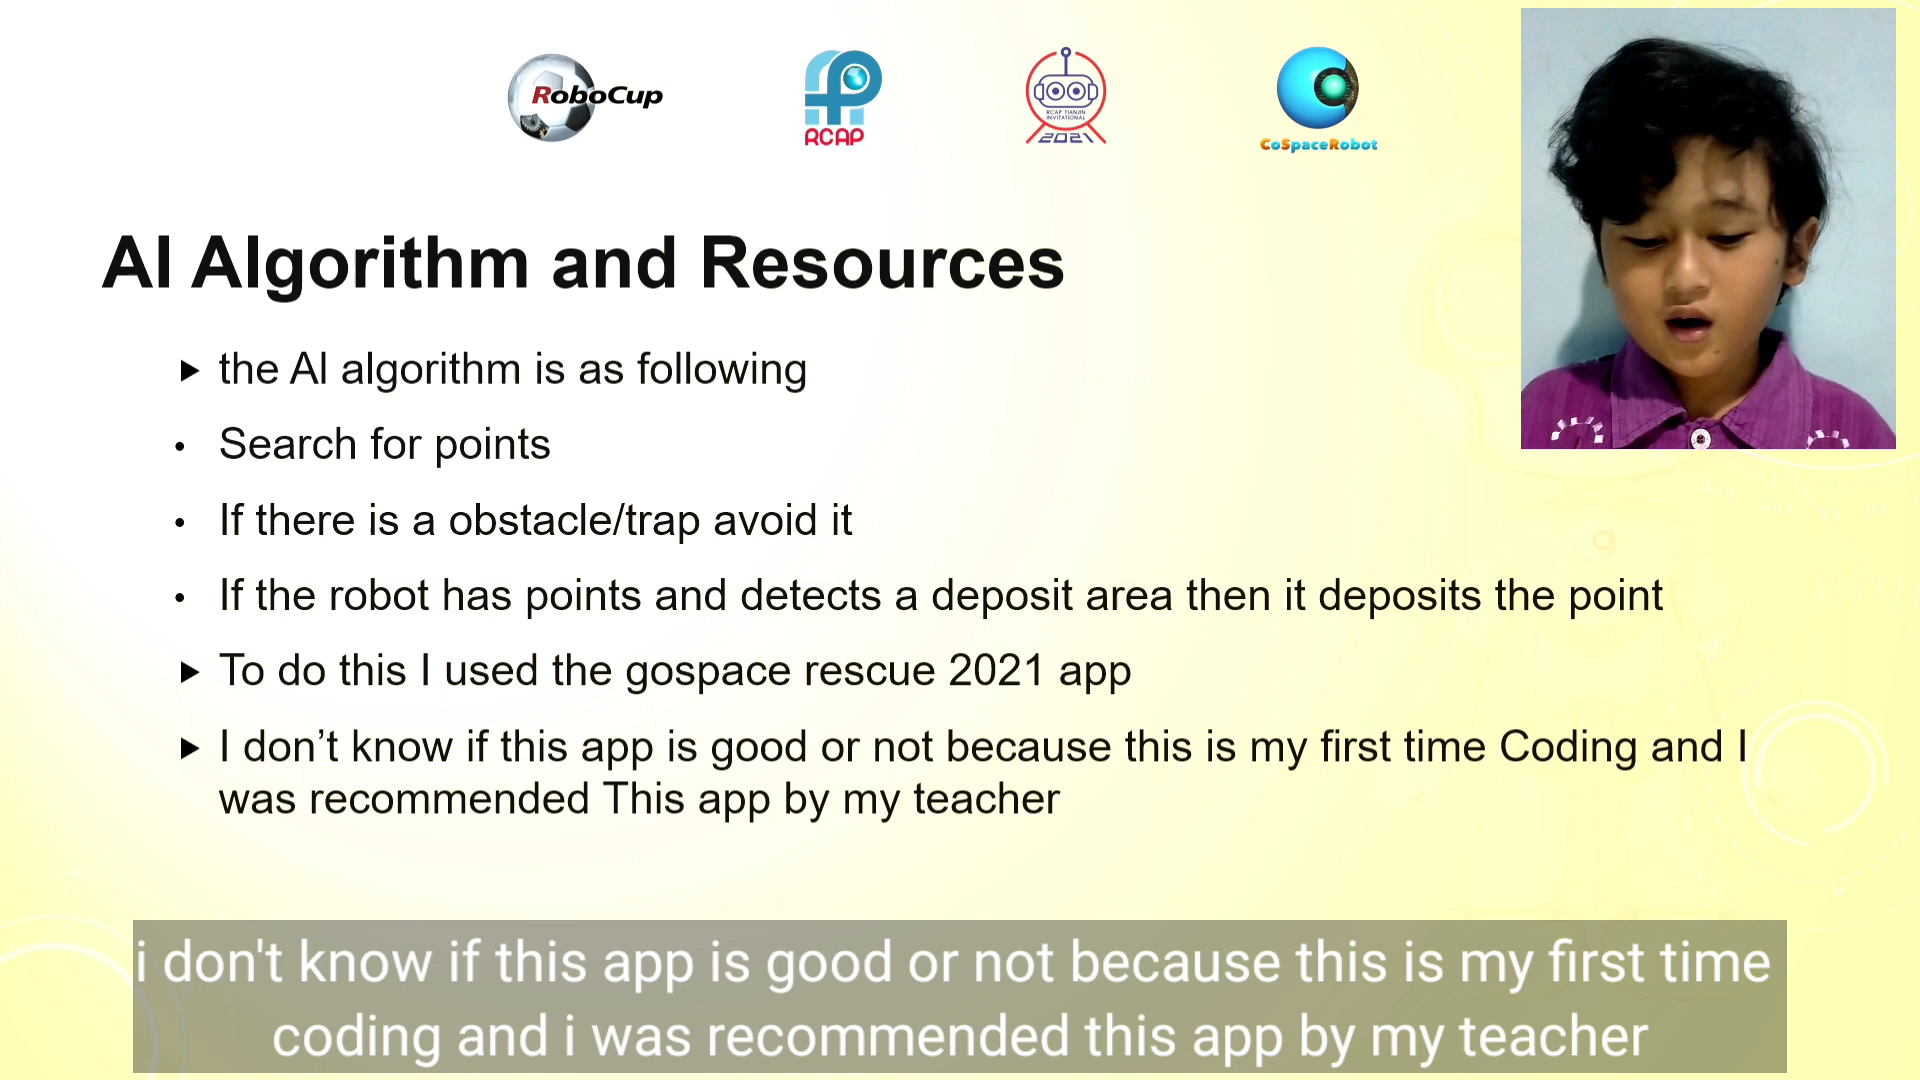 RoboCup
RCAP
RCAP TIANJIN
INVITATIONAL
2021
CoSpaceRobot
AI Algorithm and Resources
the AI algorithm is as following
Search for points
If there is a obstacle/trap avoid it
If the robot has points and detects a deposit area then it deposits the point
To do this I used the gospace rescue 2021 app
I don’t know if this app is good or not because this is my first time Coding and I
was recommended This app by my teacher
i don't know if this app is good or not because this is my first time
coding and i was recommended this app by my teacher